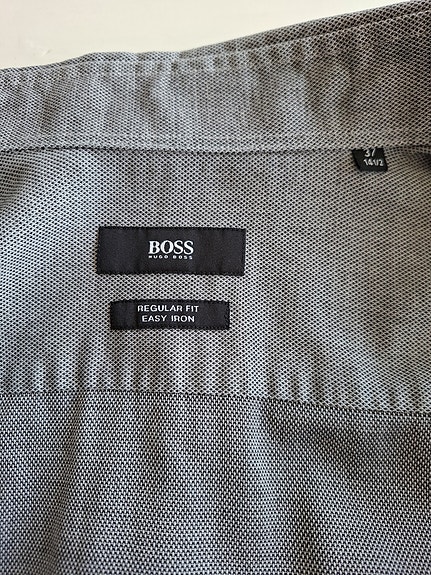 37
14 1/2
BOSS
HUGO BOSS
REGULAR FIT
EASY IRON